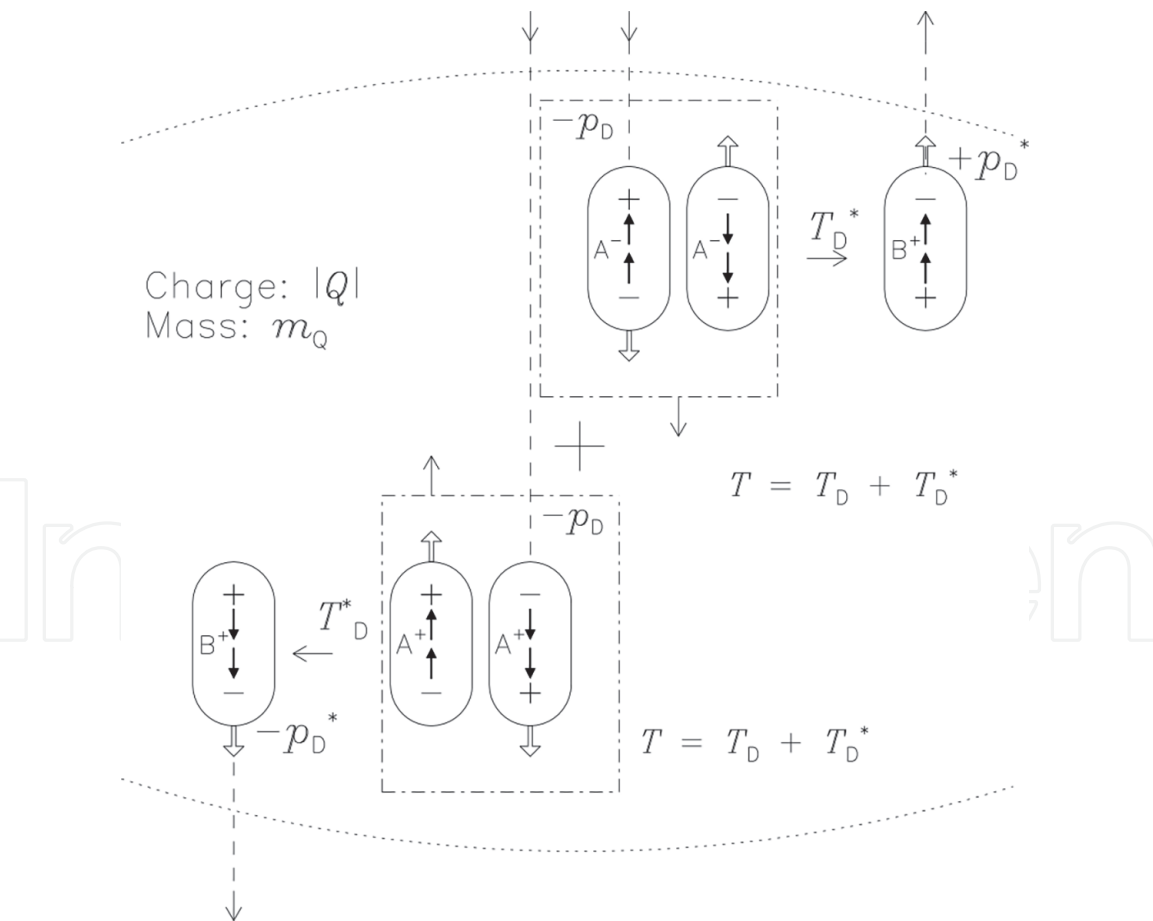 −p_D
+p_D*
+ − −
A⁻ A⁻ T_D* B⁺
− + +
Charge: |Q|
Mass: m_Q
+
T = T_D + T_D*
−p_D
+ + −
B⁺ T*_D A⁺ A⁺
− − +
−p_D*
T = T_D + T_D*